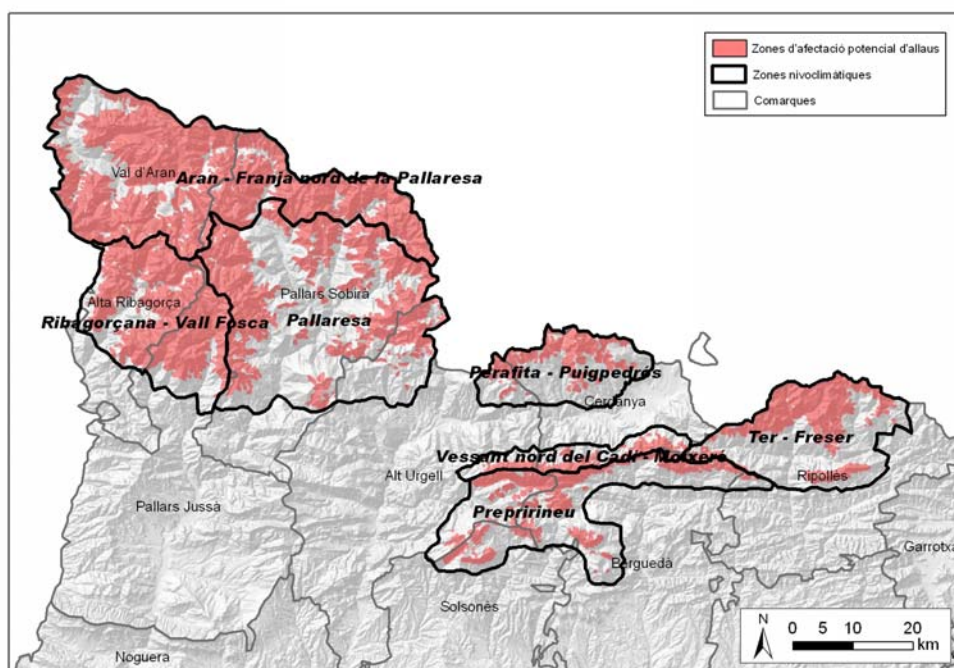 Zones d'afectació potencial d'allaus
Zones nivoclimàtiques
Comarques
Val d'Aran
Aran - Franja nord de la Pallaresa
Alta Ribagorça
Pallars Sobirà
Ribagorçana - Vall Fosca
Pallaresa
Perafita - Puigpedrós
Cerdanya
Ter - Freser
Vessant nord del Cadí - Moixeró
Alt Urgell
Ripollès
Pallars Jussà
Prepririneu
Garrotxa
Berguedà
Solsonès
Noguera
N
0 5 10 20
km